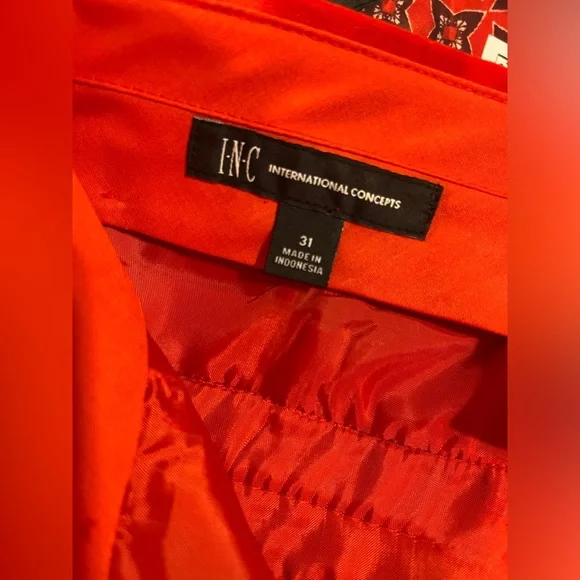 I·N·C INTERNATIONAL CONCEPTS
31
MADE IN
INDONESIA